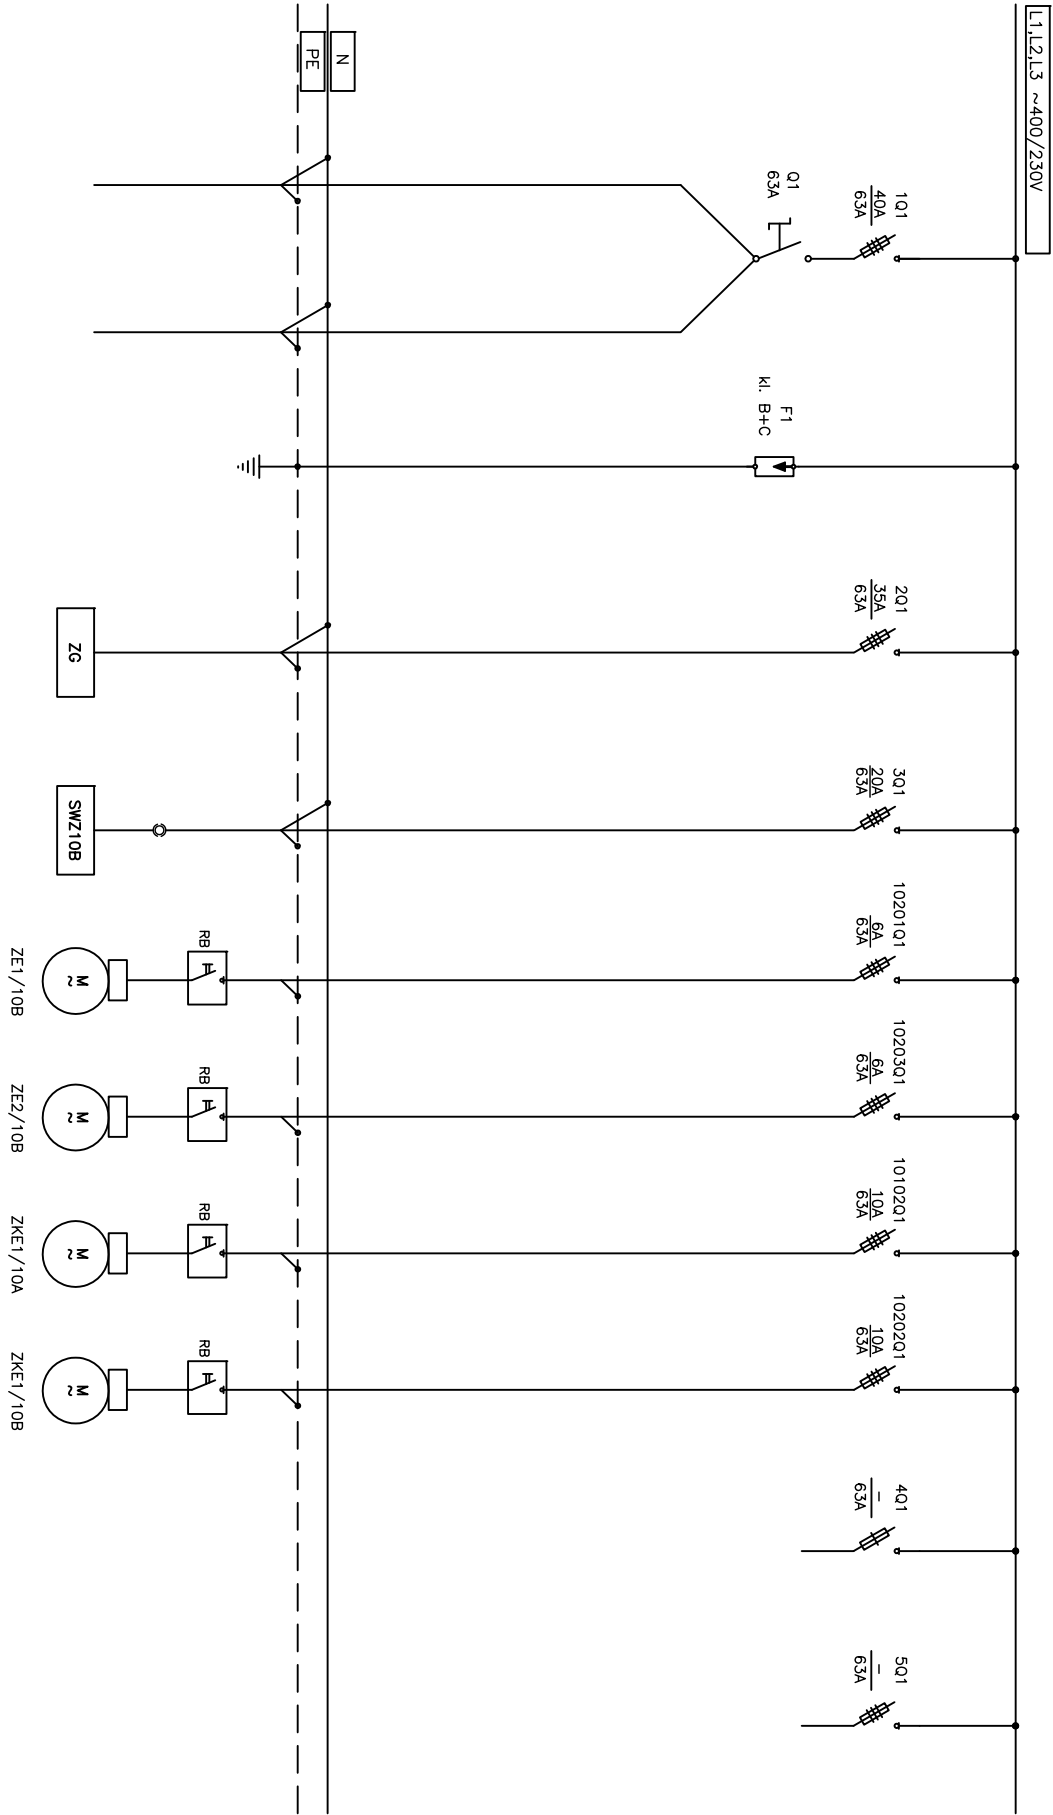 L1,L2,L3 ~400/230V
N
PE
1Q1
40A
63A
Q1
63A
F1
kl. B+C
2Q1
35A
63A
ZG
3Q1
20A
63A
SWZ10B
10201Q1
6A
63A
RB
M
~
ZE1/10B
10203Q1
6A
63A
RB
M
~
ZE2/10B
10102Q1
10A
63A
RB
M
~
ZKE1/10A
10202Q1
10A
63A
RB
M
~
ZKE1/10B
4Q1
–
63A
5Q1
–
63A